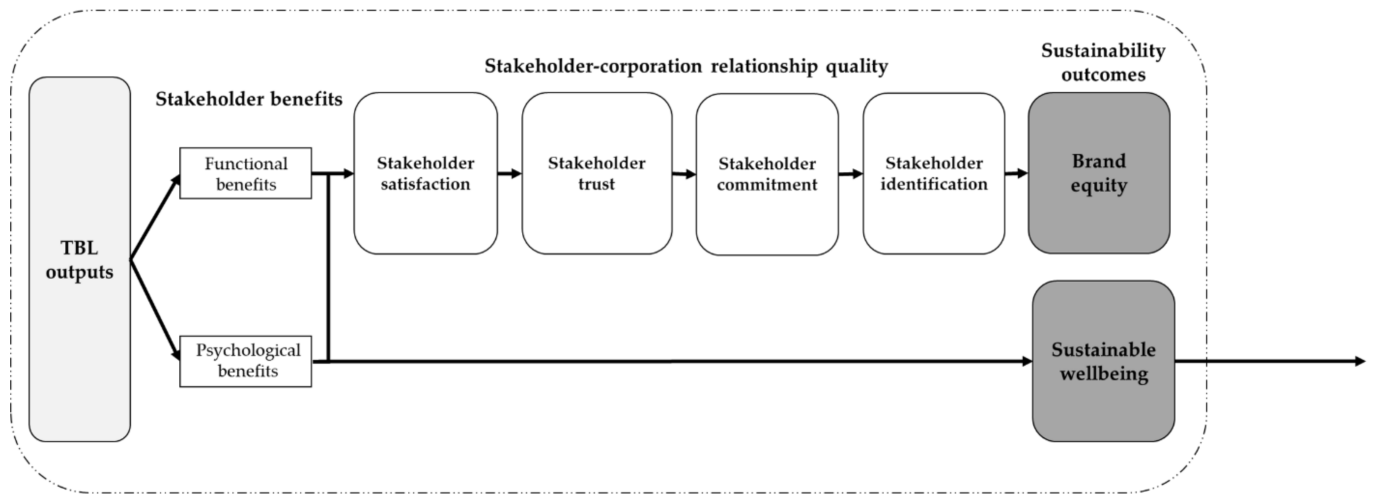 Sustainability
outcomes
Stakeholder-corporation relationship quality
Stakeholder benefits
TBL
outputs
Functional
benefits
Psychological
benefits
Stakeholder
satisfaction
Stakeholder
trust
Stakeholder
commitment
Stakeholder
identification
Brand
equity
Sustainable
wellbeing